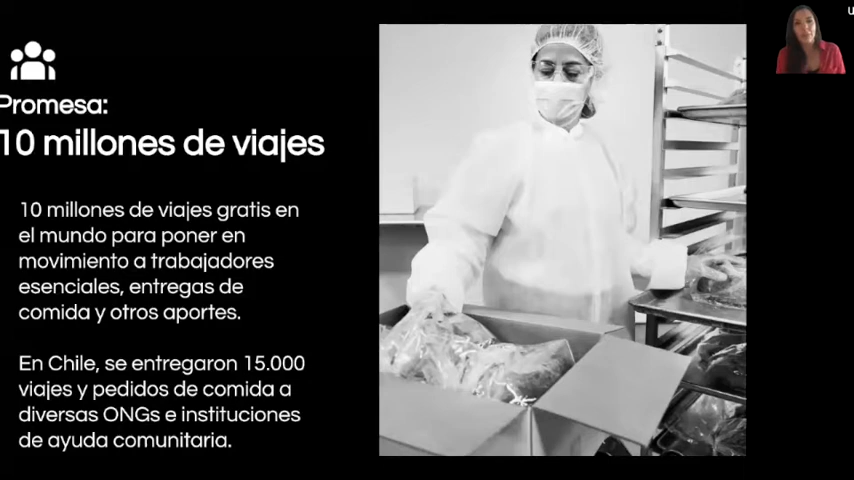 Promesa:
10 millones de viajes
10 millones de viajes gratis en
el mundo para poner en
movimiento a trabajadores
esenciales, entregas de
comida y otros aportes.
En Chile, se entregaron 15.000
viajes y pedidos de comida a
diversas ONGs e instituciones
de ayuda comunitaria.